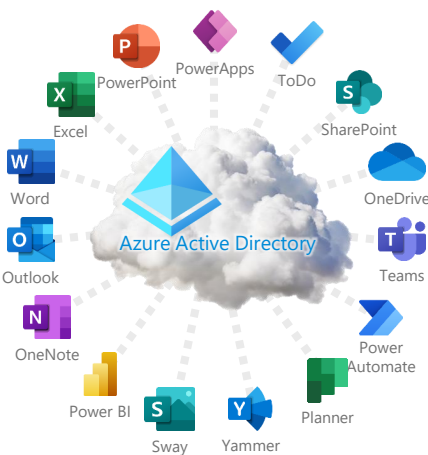 P
PowerPoint
PowerApps
ToDo
X
Excel
S
SharePoint
W
Word
OneDrive
Azure Active Directory
O
Outlook
T
Teams
N
OneNote
Power
Automate
Power BI
S
Sway
Y
Yammer
Planner